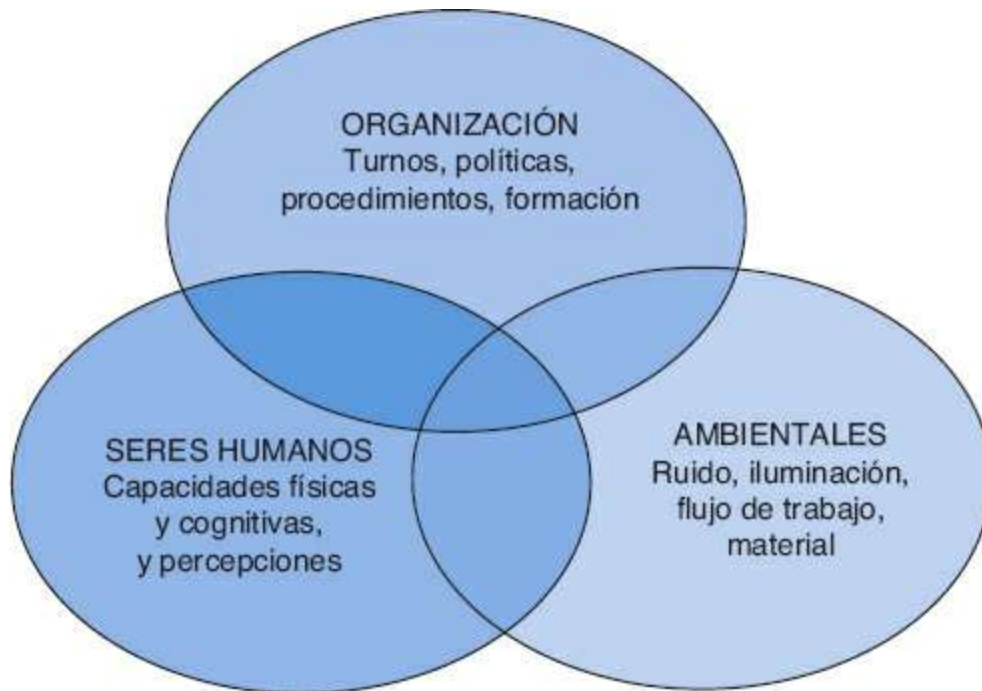 ORGANIZACIÓN
Turnos, políticas,
procedimientos, formación
SERES HUMANOS
Capacidades físicas
y cognitivas,
y percepciones
AMBIENTALES
Ruido, iluminación,
flujo de trabajo,
material